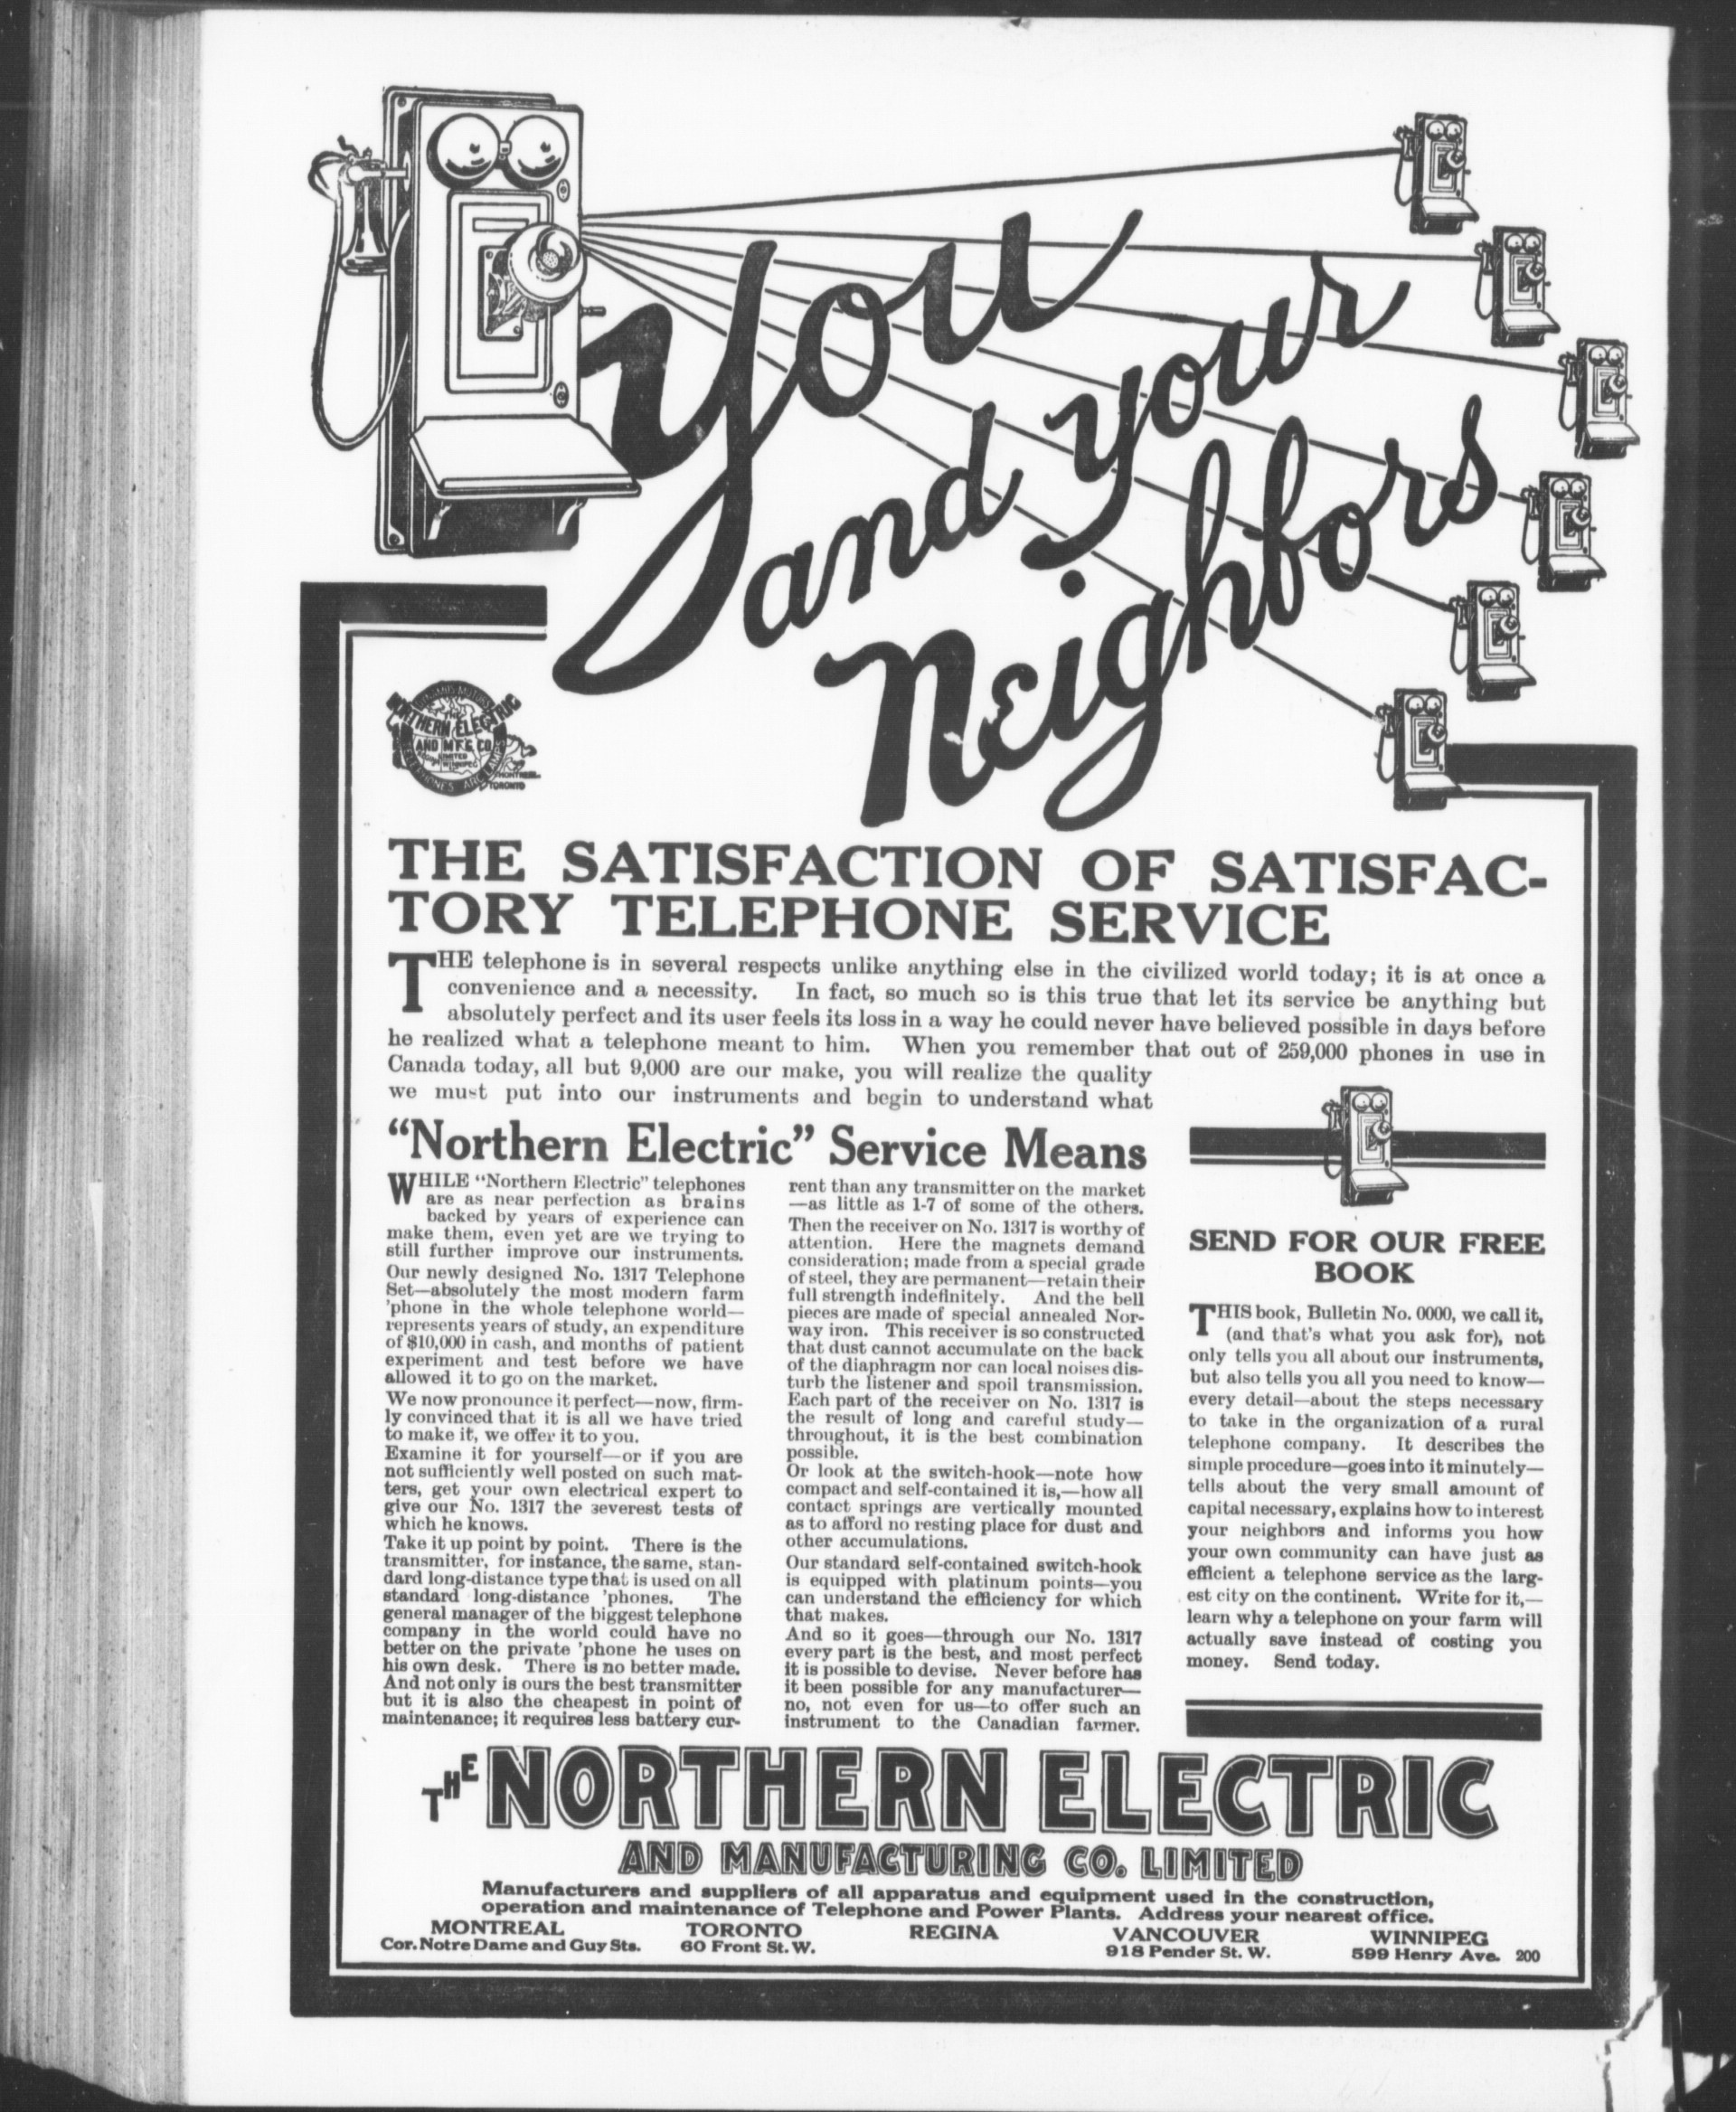 You
and your
Neighbors
NORTHERN ELECTRIC
AND MFG CO
LIMITED
WINNIPEG
MONTREAL
TORONTO
THE SATISFACTION OF SATISFAC-
TORY TELEPHONE SERVICE
THE telephone is in several respects unlike anything else in the civilized world today; it is at once a
convenience and a necessity. In fact, so much so is this true that let its service be anything but
absolutely perfect and its user feels its loss in a way he could never have believed possible in days before
he realized what a telephone meant to him. When you remember that out of 259,000 phones in use in
Canada today, all but 9,000 are our make, you will realize the quality
we must put into our instruments and begin to understand what
"Northern Electric" Service Means
WHILE "Northern Electric" telephones
are as near perfection as brains
backed by years of experience can
make them, even yet are we trying to
still further improve our instruments.
Our newly designed No. 1317 Telephone
Set—absolutely the most modern farm
'phone in the whole telephone world—
represents years of study, an expenditure
of $10,000 in cash, and months of patient
experiment and test before we have
allowed it to go on the market.
We now pronounce it perfect—now, firm-
ly convinced that it is all we have tried
to make it, we offer it to you.
Examine it for yourself—or if you are
not sufficiently well posted on such mat-
ters, get your own electrical expert to
give our No. 1317 the severest tests of
which he knows.
Take it up point by point. There is the
transmitter, for instance, the same, stan-
dard long-distance type that is used on all
standard long-distance 'phones. The
general manager of the biggest telephone
company in the world could have no
better on the private 'phone he uses on
his own desk. There is no better made.
And not only is ours the best transmitter
but it is also the cheapest in point of
maintenance; it requires less battery cur-
rent than any transmitter on the market
—as little as 1-7 of some of the others.
Then the receiver on No. 1317 is worthy of
attention. Here the magnets demand
consideration; made from a special grade
of steel, they are permanent—retain their
full strength indefinitely. And the bell
pieces are made of special annealed Nor-
way iron. This receiver is so constructed
that dust cannot accumulate on the back
of the diaphragm nor can local noises dis-
turb the listener and spoil transmission.
Each part of the receiver on No. 1317 is
the result of long and careful study—
throughout, it is the best combination
possible.
Or look at the switch-hook—note how
compact and self-contained it is,—how all
contact springs are vertically mounted
as to afford no resting place for dust and
other accumulations.
Our standard self-contained switch-hook
is equipped with platinum points—you
can understand the efficiency for which
that makes.
And so it goes—through our No. 1317
every part is the best, and most perfect
it is possible to devise. Never before has
it been possible for any manufacturer—
no, not even for us—to offer such an
instrument to the Canadian farmer.
SEND FOR OUR FREE
BOOK
THIS book, Bulletin No. 0000, we call it,
(and that's what you ask for), not
only tells you all about our instruments,
but also tells you all you need to know—
every detail—about the steps necessary
to take in the organization of a rural
telephone company. It describes the
simple procedure—goes into it minutely—
tells about the very small amount of
capital necessary, explains how to interest
your neighbors and informs you how
your own community can have just as
efficient a telephone service as the larg-
est city on the continent. Write for it,—
learn why a telephone on your farm will
actually save instead of costing you
money. Send today.
THE NORTHERN ELECTRIC
AND MANUFACTURING CO. LIMITED
Manufacturers and suppliers of all apparatus and equipment used in the construction,
operation and maintenance of Telephone and Power Plants. Address your nearest office.
MONTREAL TORONTO REGINA VANCOUVER WINNIPEG
Cor. Notre Dame and Guy Sts. 60 Front St. W. 918 Pender St. W. 599 Henry Ave. 200